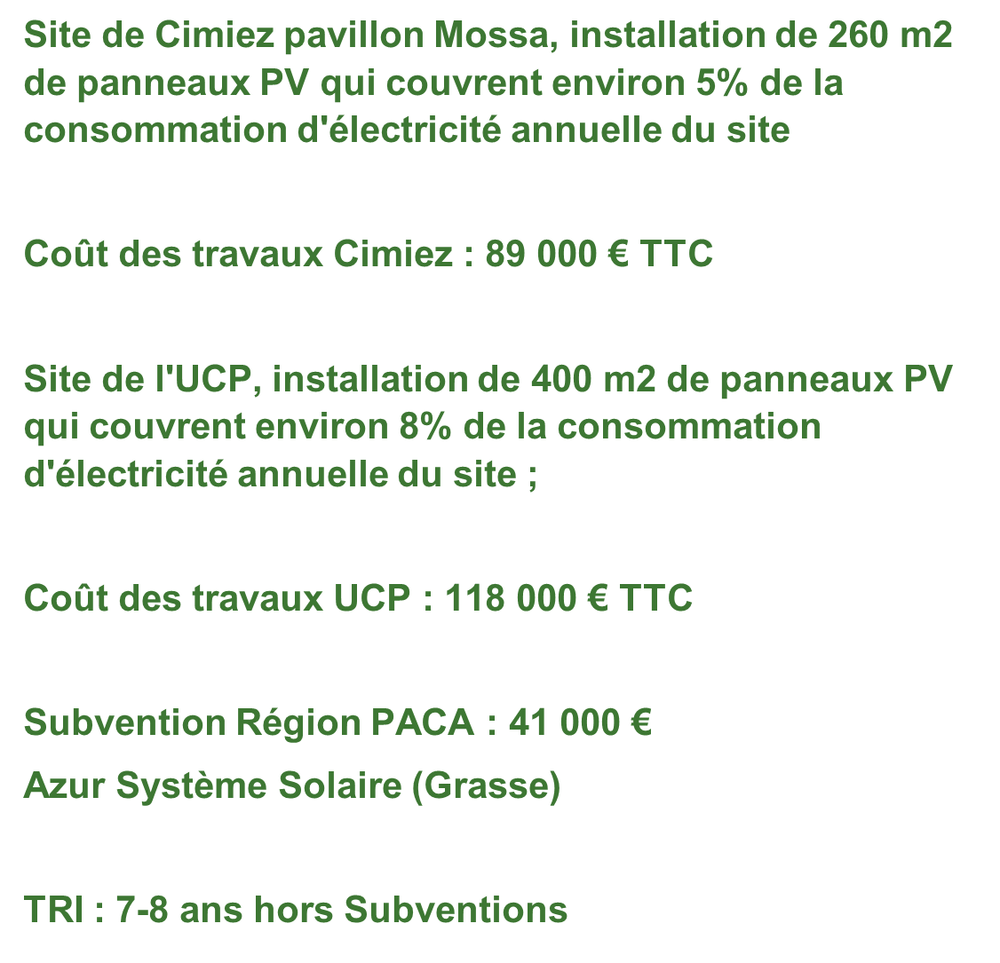 Site de Cimiez pavillon Mossa, installation de 260 m2
de panneaux PV qui couvrent environ 5% de la
consommation d'électricité annuelle du site
Coût des travaux Cimiez : 89 000 € TTC
Site de l'UCP, installation de 400 m2 de panneaux PV
qui couvrent environ 8% de la consommation
d'électricité annuelle du site ;
Coût des travaux UCP : 118 000 € TTC
Subvention Région PACA : 41 000 €
Azur Système Solaire (Grasse)
TRI : 7-8 ans hors Subventions